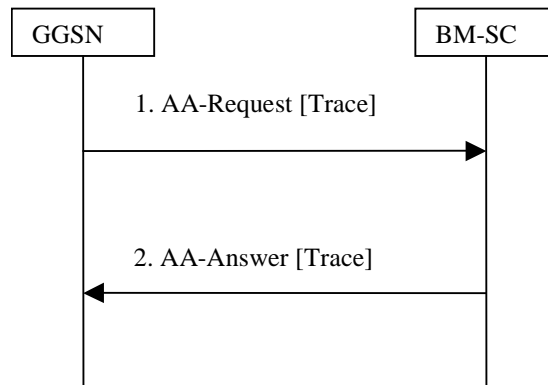 GGSN
BM-SC
1. AA-Request [Trace]
2. AA-Answer [Trace]